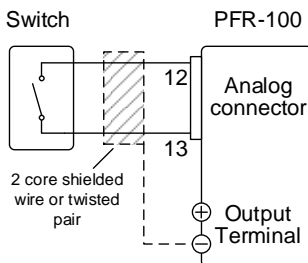 Switch
PFR-100
12
Analog
connector
13
2 core shielded
wire or twisted
pair
+
Output
Terminal
−